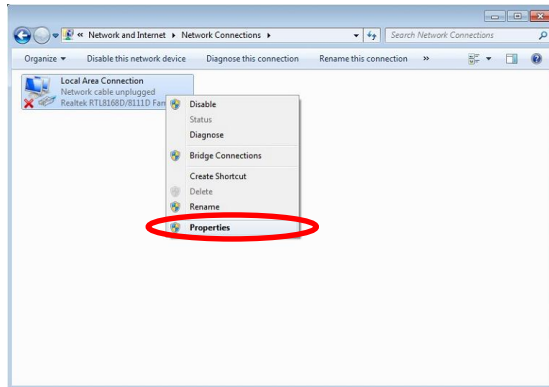 « Network and Internet ▸ Network Connections ▸
Search Network Connections
Organize ▾ Disable this network device Diagnose this connection Rename this connection »
Local Area Connection
Network cable unplugged
Realtek RTL8168D/8111D Fam
Disable
Status
Diagnose
Bridge Connections
Create Shortcut
Delete
Rename
Properties